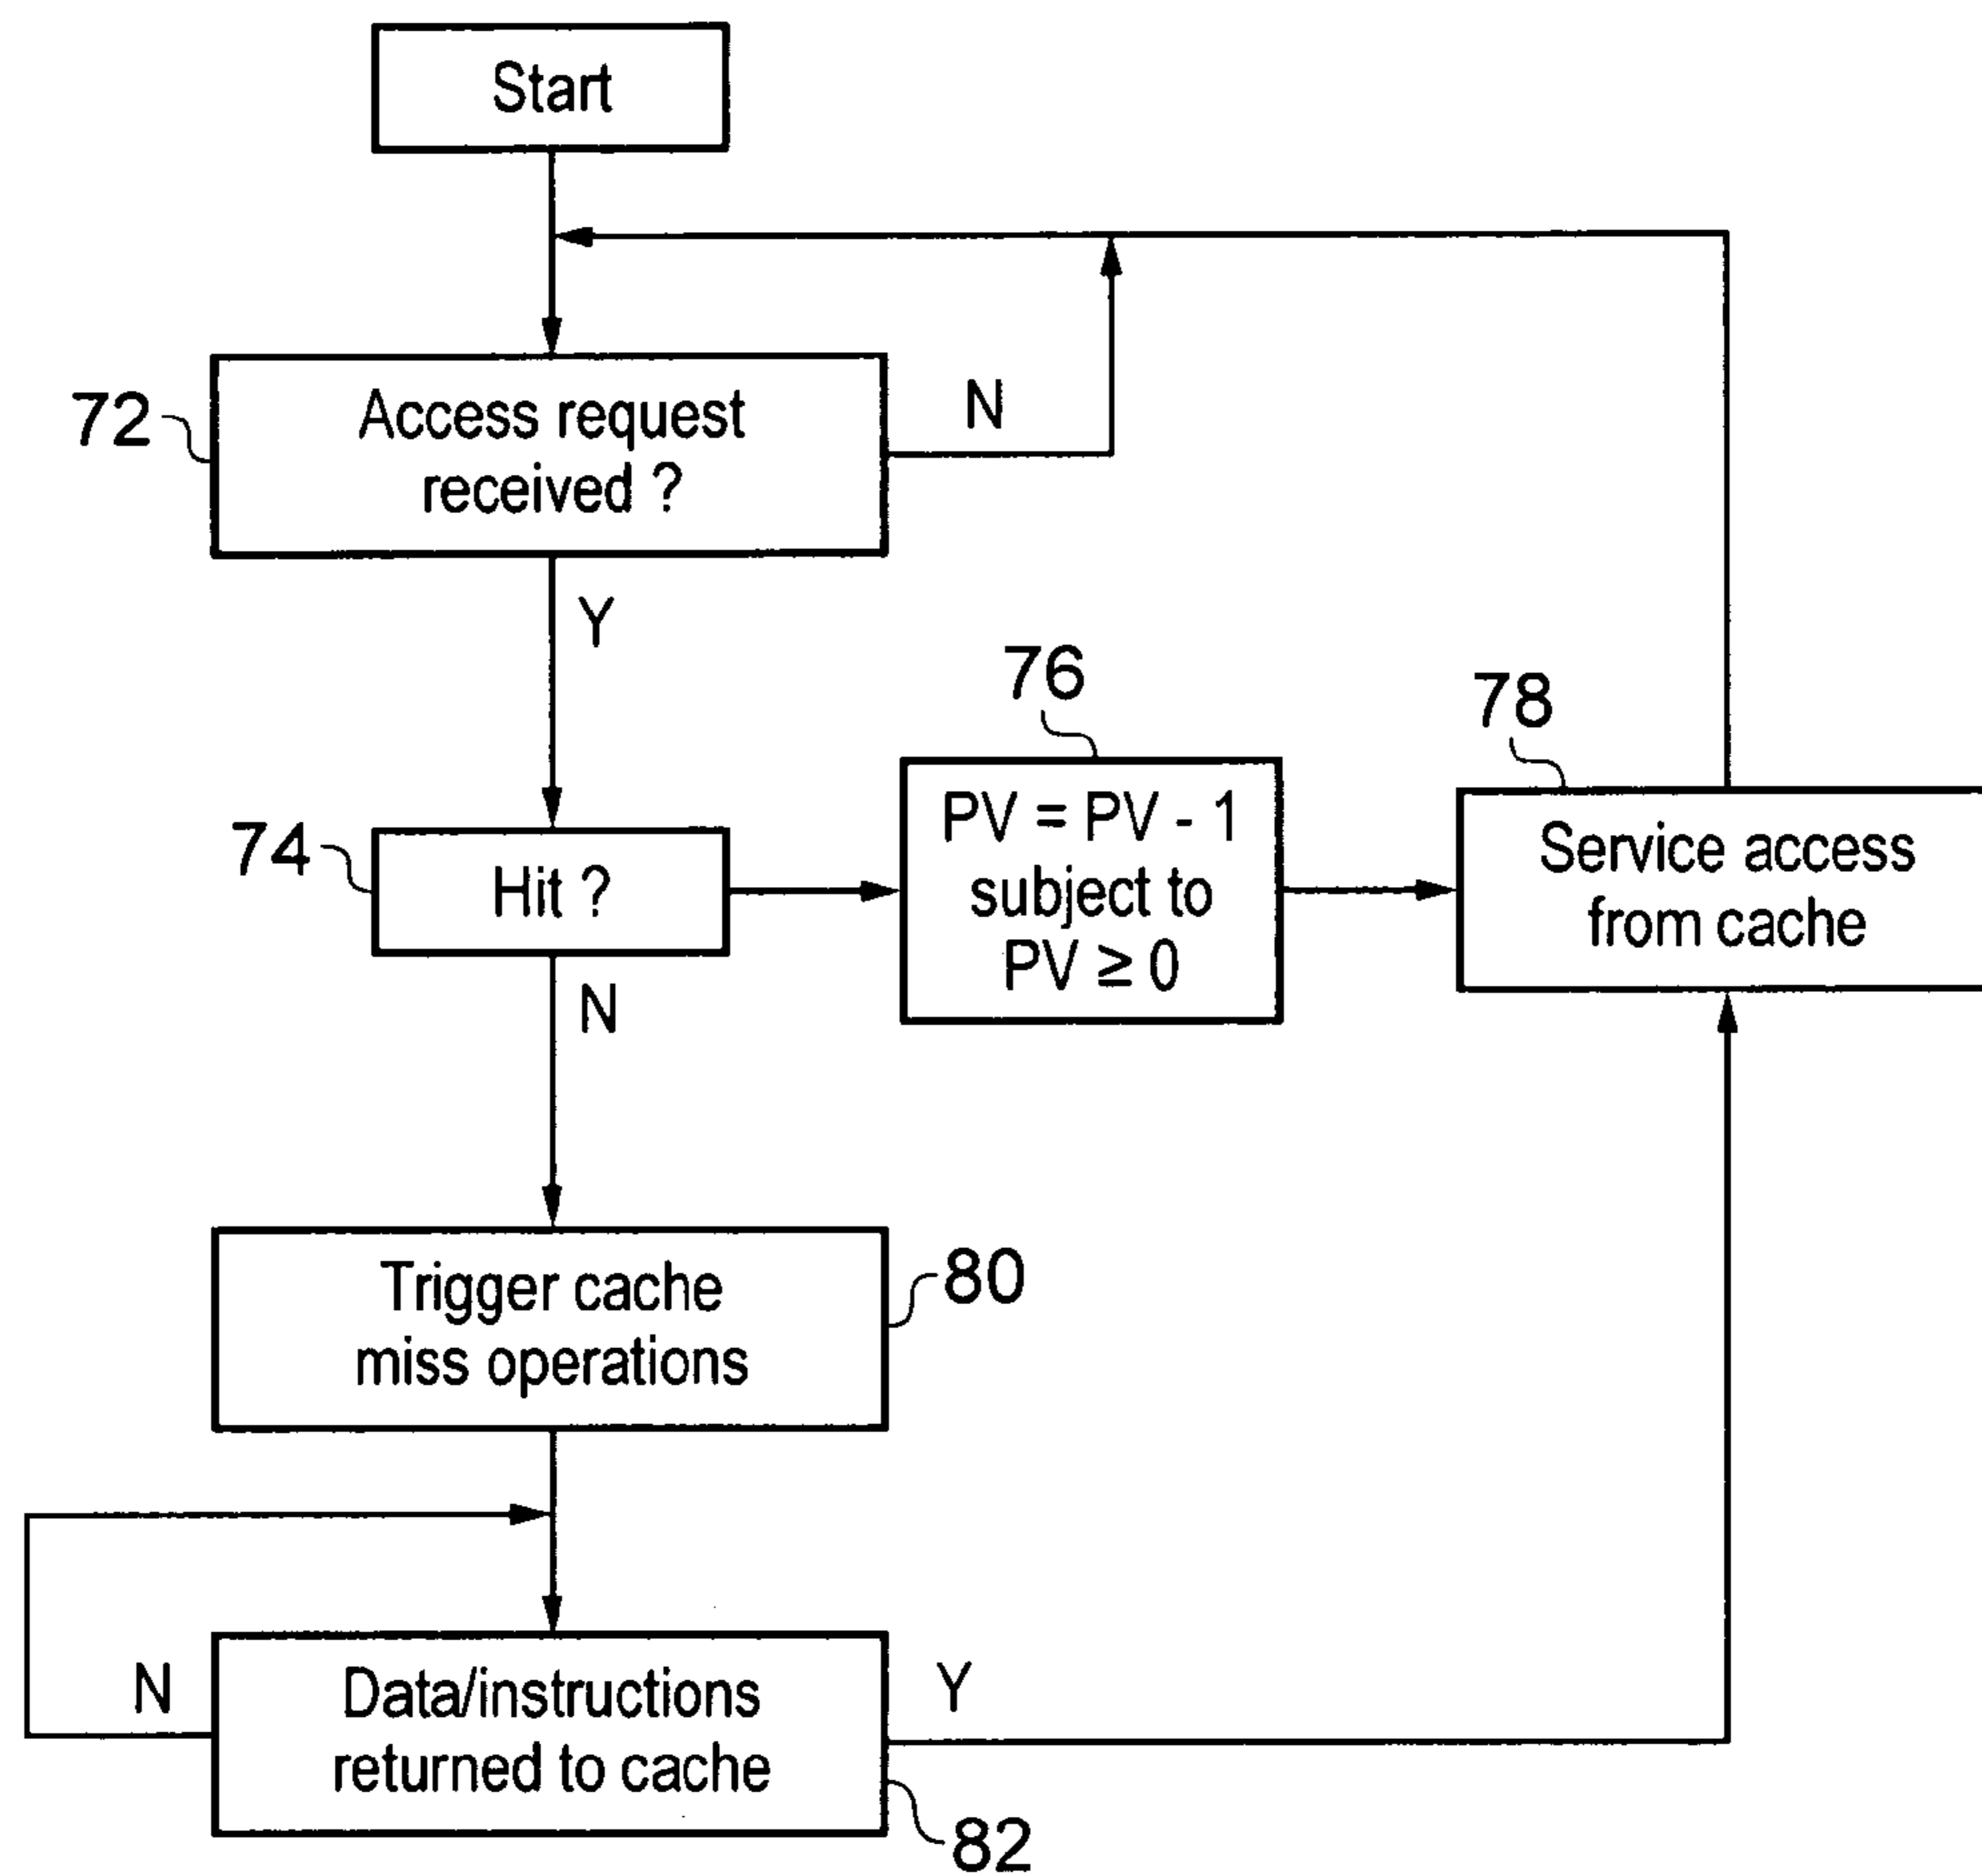 Start
72
Access request
received ?
N
Y
76
78
74
Hit ?
PV = PV - 1
subject to
PV ≥ 0
Service access
from cache
N
Trigger cache
miss operations
80
N
Data/instructions
returned to cache
Y
82